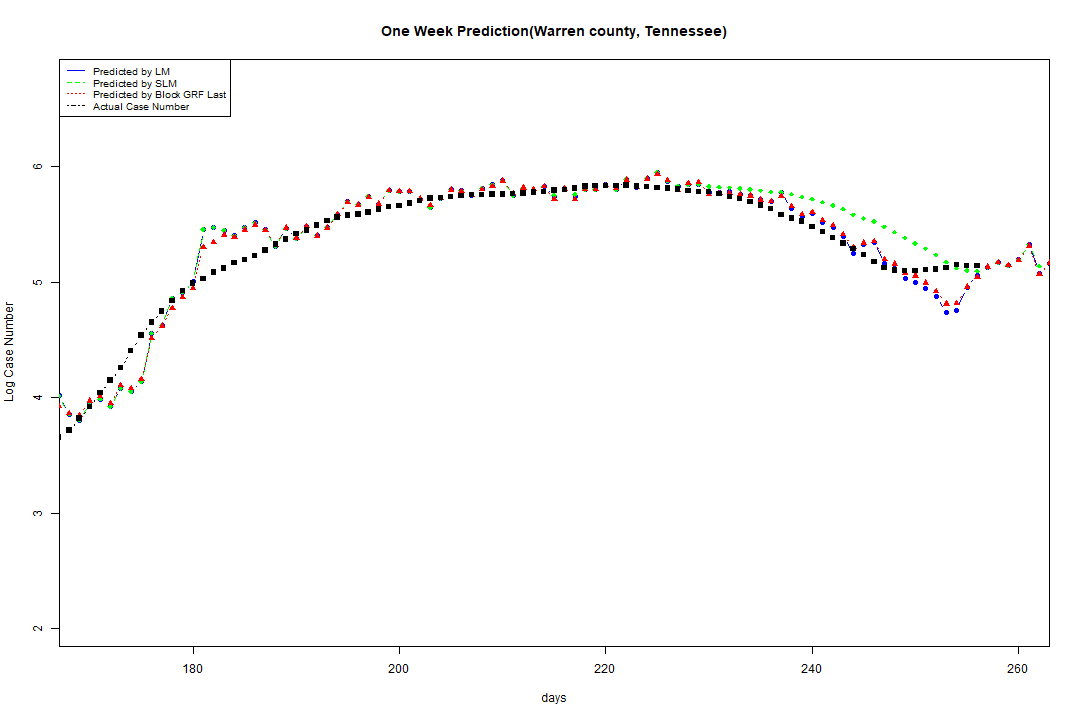 One Week Prediction(Warren county, Tennessee)
Predicted by LM
Predicted by SLM
Predicted by Block GRF Last
Actual Case Number
6
5
4
3
2
Log Case Number
180 200 220 240 260
days